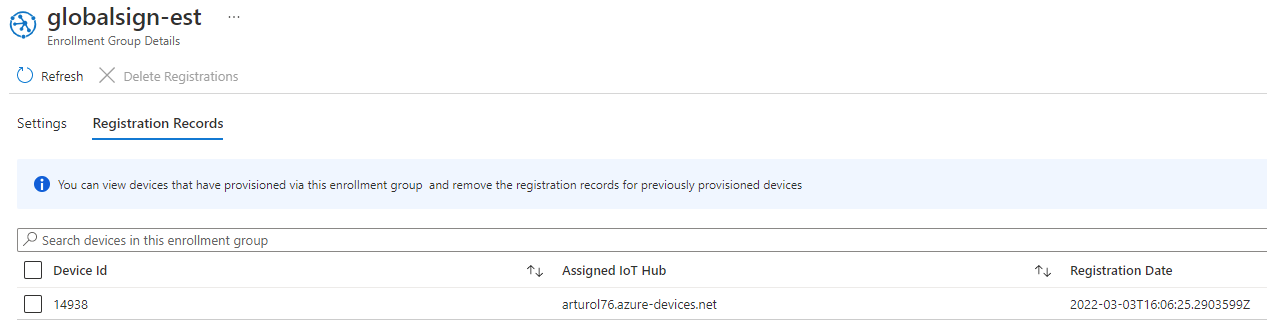 globalsign-est ...
Enrollment Group Details
Refresh Delete Registrations
Settings Registration Records
You can view devices that have provisioned via this enrollment group and remove the registration records for previously provisioned devices
Search devices in this enrollment group
Device Id Assigned IoT Hub Registration Date
14938 arturol76.azure-devices.net 2022-03-03T16:06:25.2903599Z